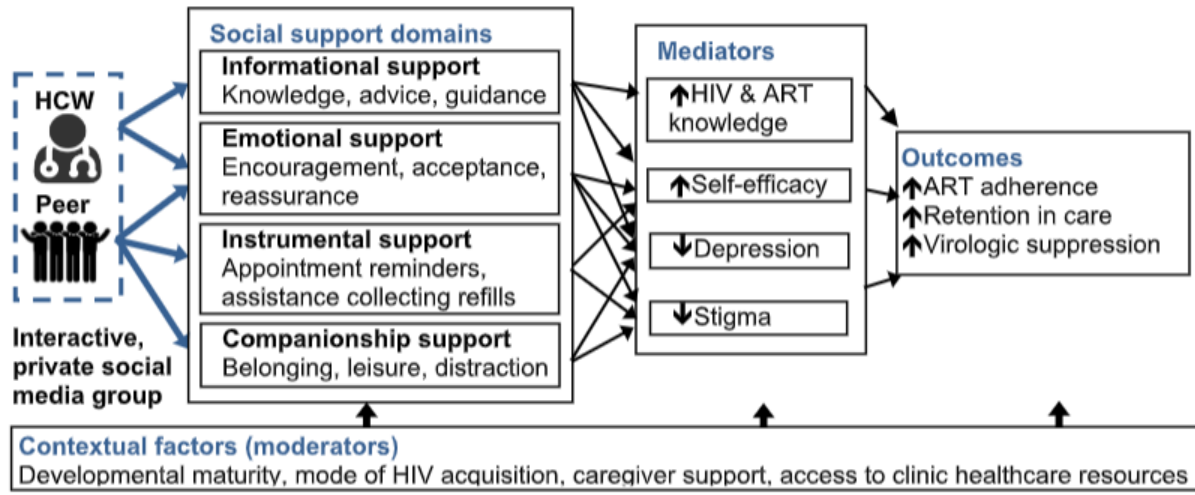 HCW
Peer
Interactive,
private social
media group
Social support domains
Informational support
Knowledge, advice, guidance
Emotional support
Encouragement, acceptance,
reassurance
Instrumental support
Appointment reminders,
assistance collecting refills
Companionship support
Belonging, leisure, distraction
Mediators
↑HIV & ART
knowledge
↑Self-efficacy
↓Depression
↓Stigma
Outcomes
↑ART adherence
↑Retention in care
↑Virologic suppression
Contextual factors (moderators)
Developmental maturity, mode of HIV acquisition, caregiver support, access to clinic healthcare resources